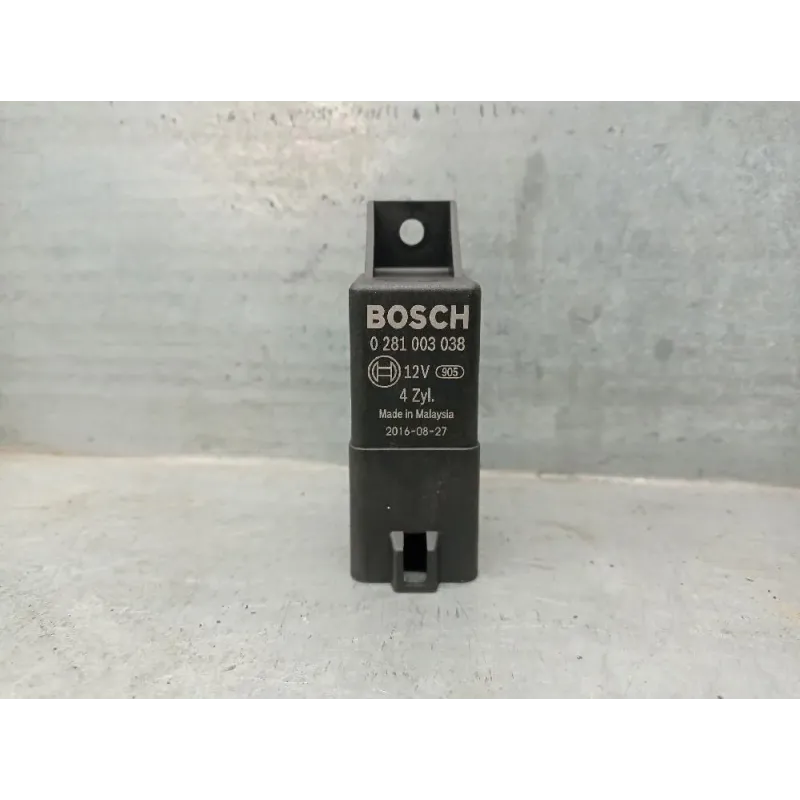 BOSCH
0 281 003 038
12V 905
4 Zyl.
Made in Malaysia
2016-08-27